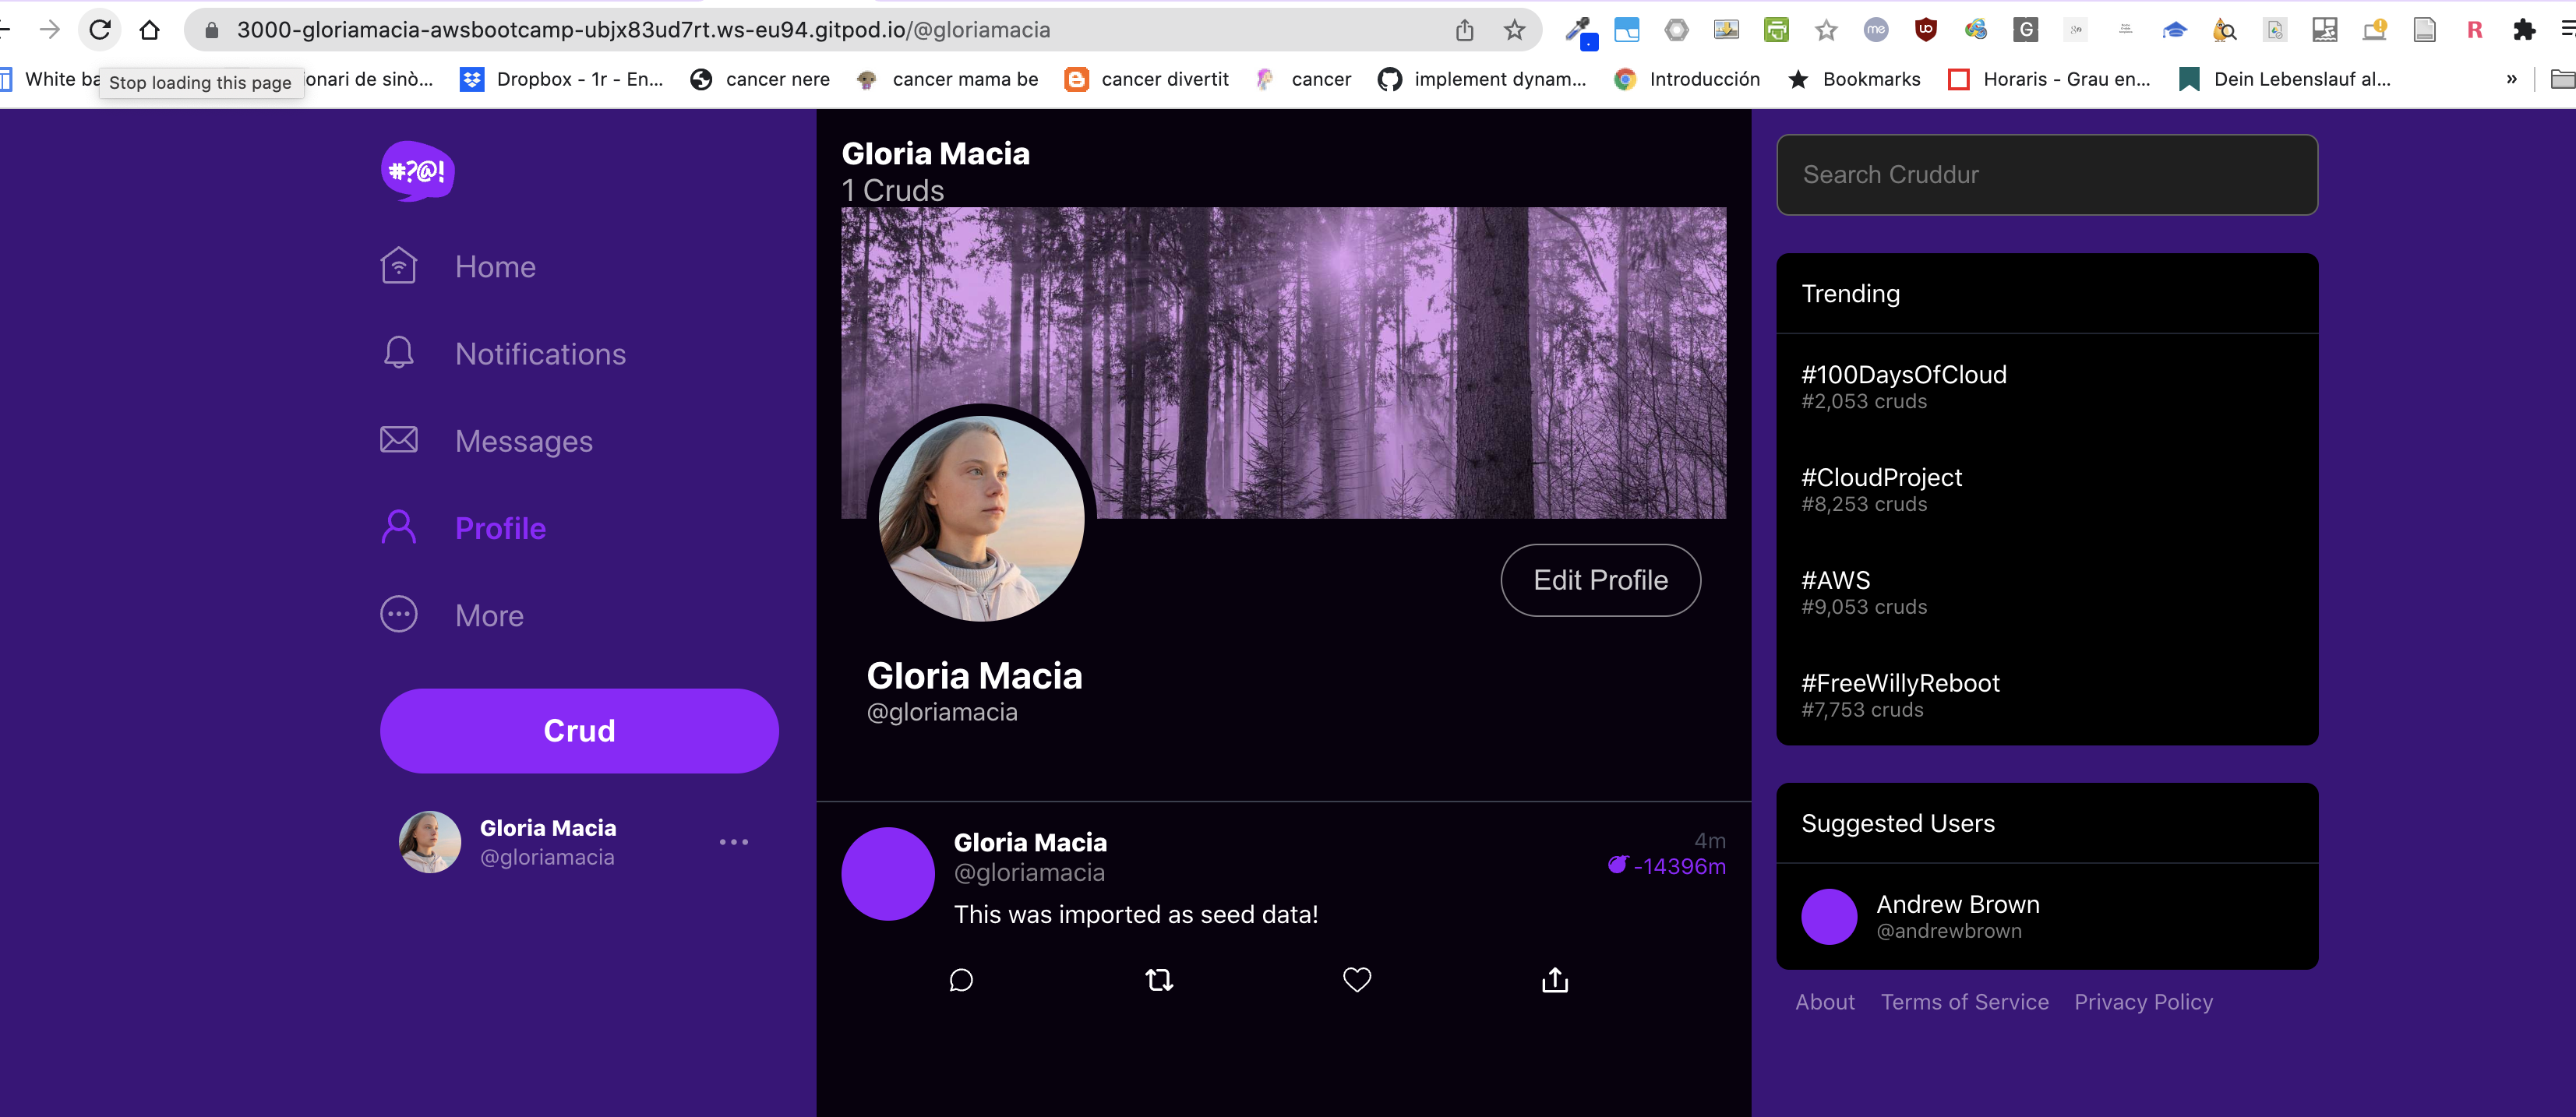 3000-gloriamacia-awsbootcamp-ubjx83ud7rt.ws-eu94.gitpod.io/@gloriamacia
White ba
Stop loading this page
ionari de sinò...
Dropbox - 1r - En...
cancer nere
cancer mama be
cancer divertit
cancer
implement dynam...
Introducción
Bookmarks
Horaris - Grau en...
Dein Lebenslauf al...
»
#?@!
Home
Notifications
Messages
Profile
More
Crud
Gloria Macia
@gloriamacia
Gloria Macia
1 Cruds
Edit Profile
Gloria Macia
@gloriamacia
Gloria Macia
@gloriamacia
4m
-14396m
This was imported as seed data!
Search Cruddur
Trending
#100DaysOfCloud
#2,053 cruds
#CloudProject
#8,253 cruds
#AWS
#9,053 cruds
#FreeWillyReboot
#7,753 cruds
Suggested Users
Andrew Brown
@andrewbrown
About Terms of Service Privacy Policy